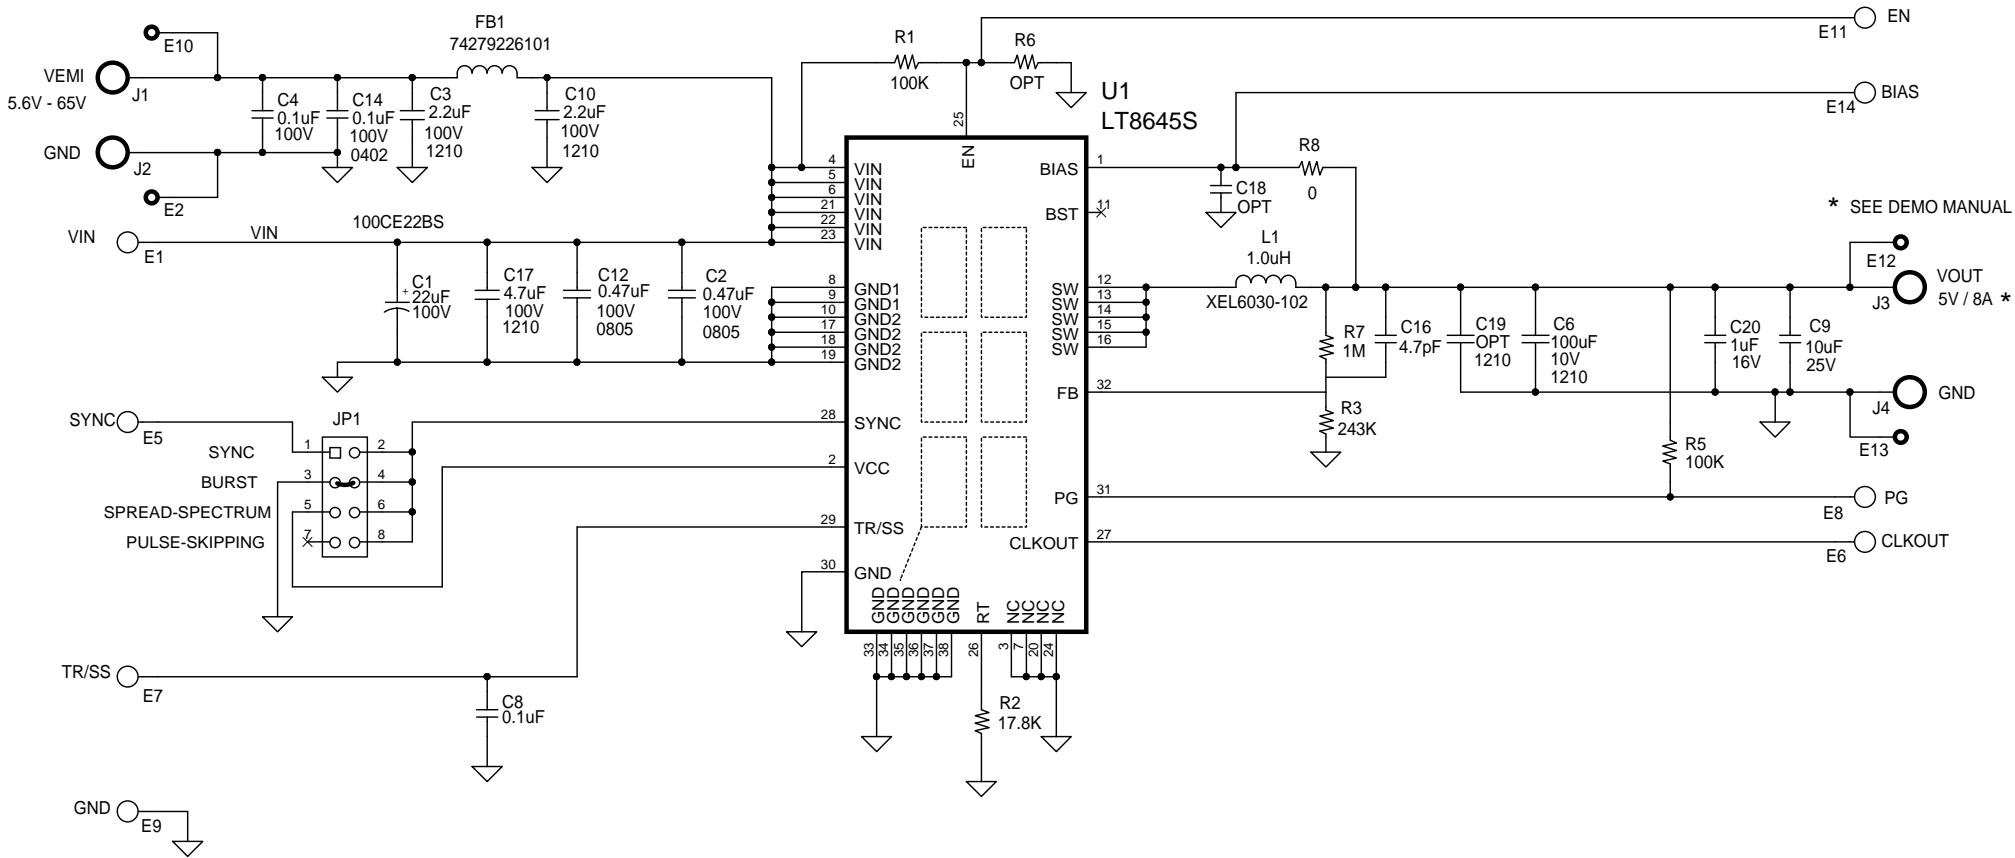 FB1
74279226101
E10
VEMI
5.6V - 65V
J1
C4
0.1uF
100V
C14
0.1uF
100V
0402
C3
2.2uF
100V
1210
C10
2.2uF
100V
1210
GND
J2
E2
R1
100K
R6
OPT
E11
EN
U1
LT8645S
E14
BIAS
25
EN
4
VIN
5
VIN
6
VIN
21
VIN
22
VIN
23
VIN
BIAS
1
C18
OPT
R8
0
BST
11
* SEE DEMO MANUAL
VIN
E1
VIN
100CE22BS
+
C1
22uF
100V
C17
4.7uF
100V
1210
C12
0.47uF
100V
0805
C2
0.47uF
100V
0805
8
GND1
9
GND1
10
GND2
17
GND2
18
GND2
19
GND2
SW
12
SW
13
SW
14
SW
15
SW
16
L1
1.0uH
XEL6030-102
E12
VOUT
5V / 8A *
J3
R7
1M
C16
4.7pF
C19
OPT
1210
C6
100uF
10V
1210
C20
1uF
16V
C9
10uF
25V
FB
32
R3
243K
J4
GND
E13
R5
100K
SYNC
E5
JP1
SYNC
1
2
BURST
3
4
SPREAD-SPECTRUM
5
6
PULSE-SKIPPING
7
8
28
SYNC
2
VCC
29
TR/SS
30
GND
PG
31
E8
PG
CLKOUT
27
E6
CLKOUT
GND
GND
GND
GND
GND
GND
RT
NC
NC
NC
NC
33
34
35
36
37
38
26
3
7
20
24
TR/SS
E7
C8
0.1uF
R2
17.8K
GND
E9